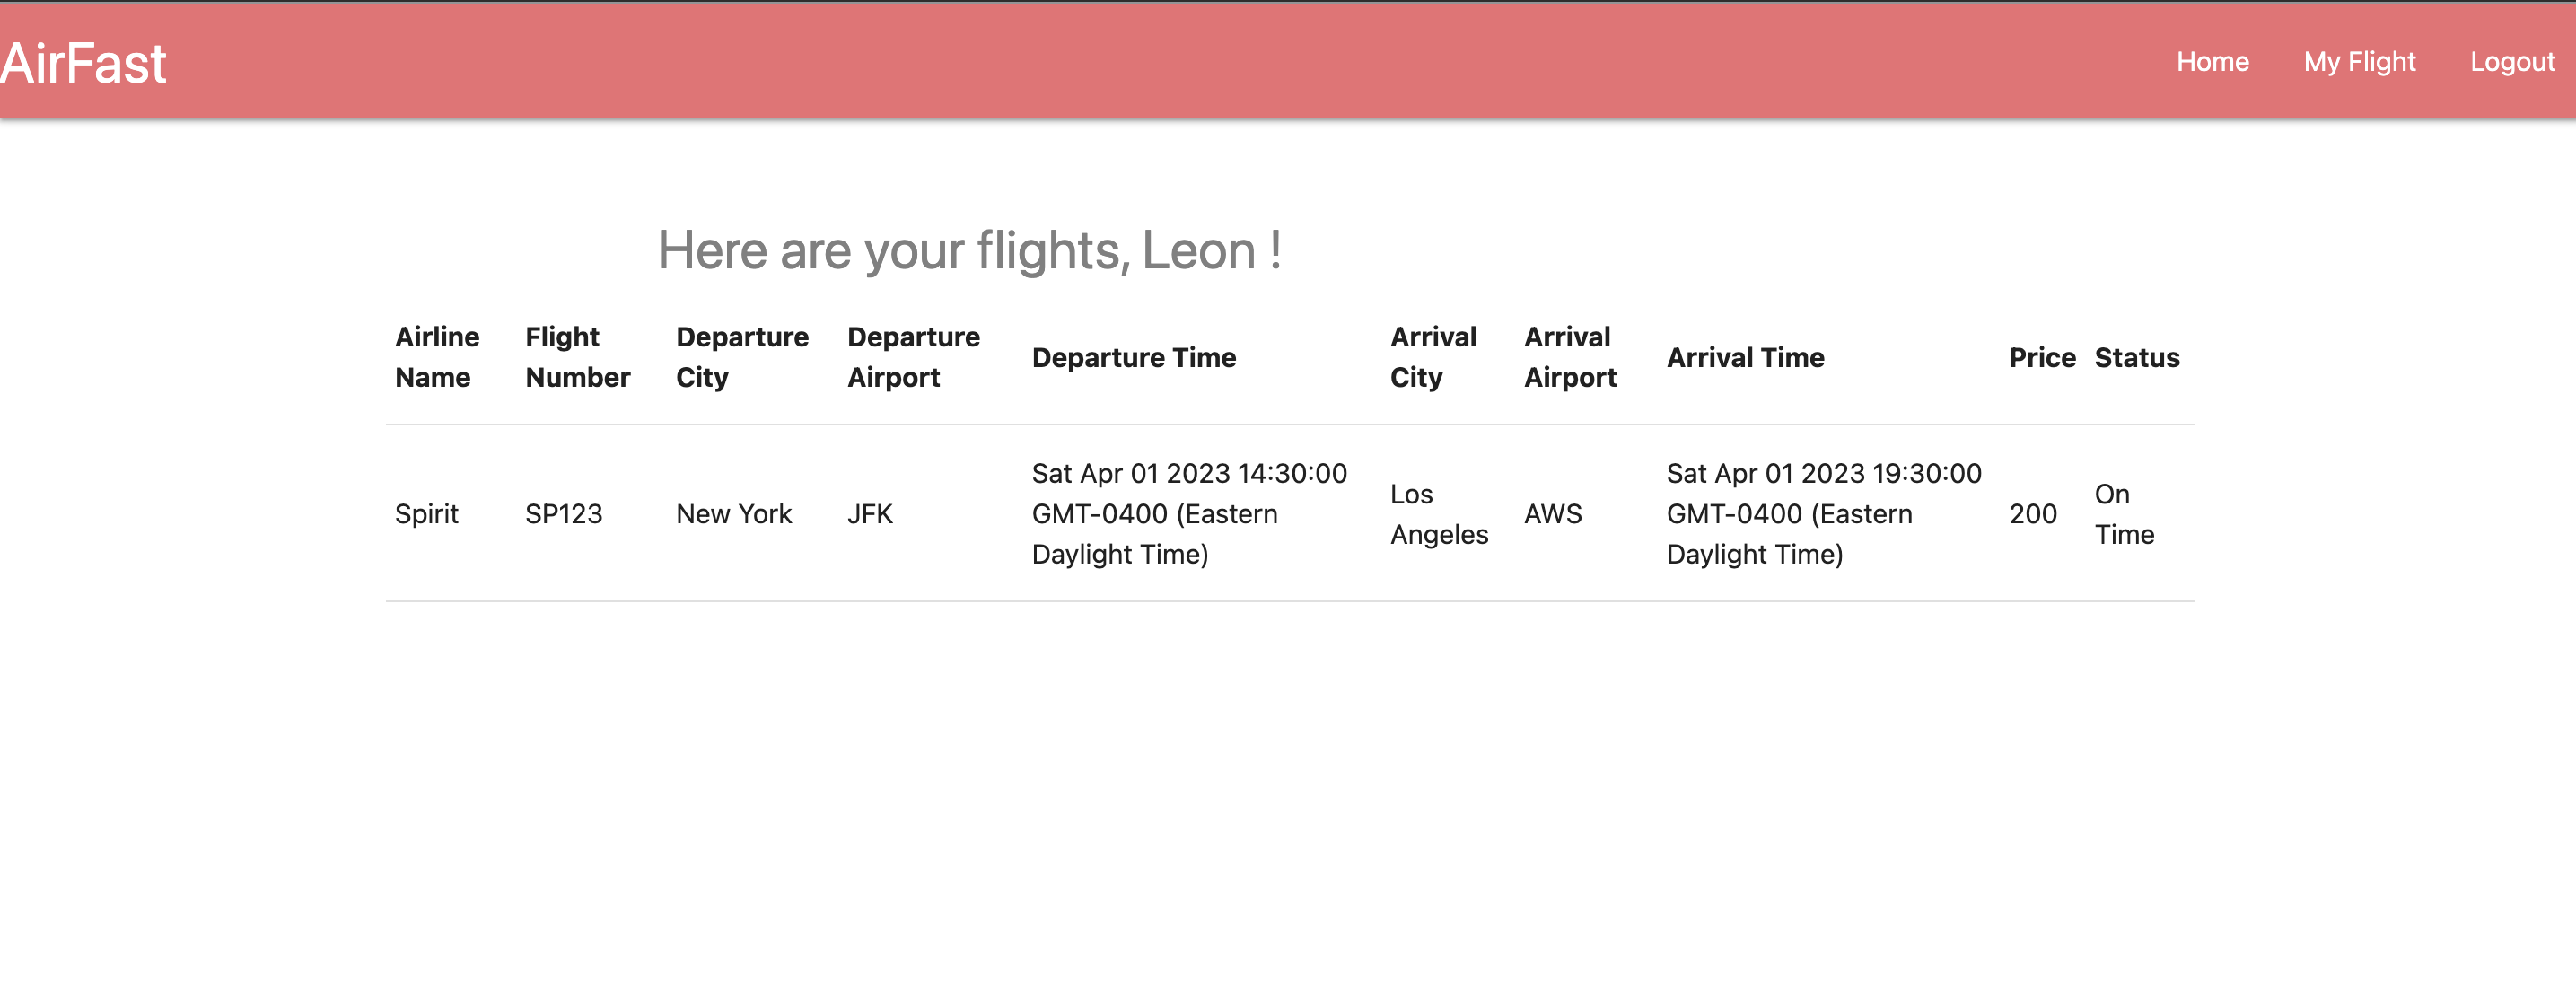 AirFast
Home My Flight Logout
Here are your flights, Leon !
Airline Name Flight Number Departure City Departure Airport Departure Time Arrival City Arrival Airport Arrival Time Price Status
Spirit SP123 New York JFK Sat Apr 01 2023 14:30:00 GMT-0400 (Eastern Daylight Time) Los Angeles AWS Sat Apr 01 2023 19:30:00 GMT-0400 (Eastern Daylight Time) 200 On Time